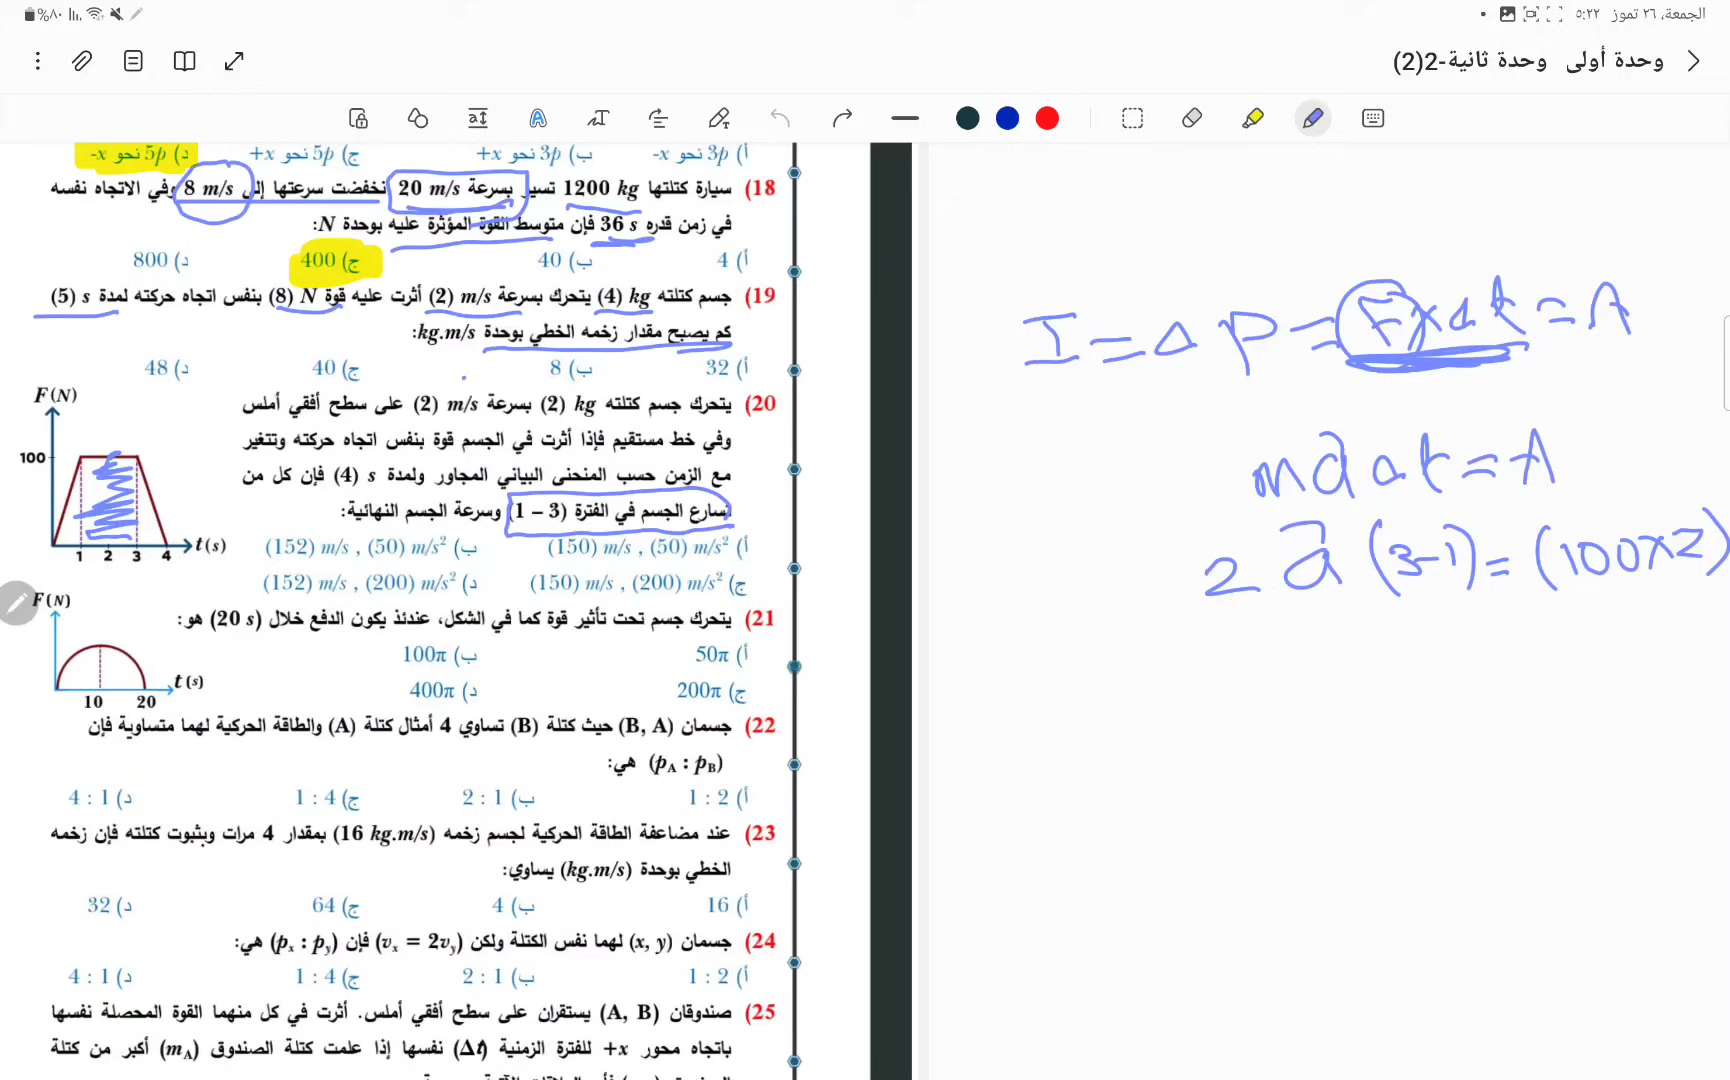 الجمعة، ٢٦ تموز ٥:٢٢
٪٨٠
وحدة أولى وحدة ثانية-2(2)
أ) 3p نحو x- ب) 3p نحو x+ ج) 5p نحو x+ د) 5p نحو x-
18) سيارة كتلتها 1200 kg تسير بسرعة 20 m/s نخفضت سرعتها إلى 8 m/s وفي الاتجاه نفسه
في زمن قدره 36 s فإن متوسط القوة المؤثرة عليه بوحدة N:
أ) 4 ب) 40 ج) 400 د) 800
19) جسم كتلته (4) kg يتحرك بسرعة (2) m/s أثرت عليه قوة (8) N بنفس اتجاه حركته لمدة (5) s
كم يصبح مقدار زخمه الخطي بوحدة kg.m/s:
أ) 32 ب) 8 ج) 40 د) 48
20) يتحرك جسم كتلته (2) kg بسرعة (2) m/s على سطح أفقي أملس
وفي خط مستقيم فإذا أثرت في الجسم قوة بنفس اتجاه حركته وتتغير
مع الزمن حسب المنحنى البياني المجاور ولمدة (4) s فإن كل من
تسارع الجسم في الفترة (1 – 3) وسرعة الجسم النهائية:
أ) (150) m/s , (50) m/s² ب) (152) m/s , (50) m/s²
ج) (150) m/s , (200) m/s² د) (152) m/s , (200) m/s²
F(N)
100
1 2 3 4 t(s)
21) يتحرك جسم تحت تأثير قوة كما في الشكل، عندئذ يكون الدفع خلال (20 s) هو:
أ) 50π ب) 100π
ج) 200π د) 400π
F(N)
t(s)
10 20
22) جسمان (B, A) حيث كتلة (B) تساوي 4 أمثال كتلة (A) والطاقة الحركية لهما متساوية فإن
(pA : pB) هي:
أ) 1 : 2 ب) 2 : 1 ج) 1 : 4 د) 4 : 1
23) عند مضاعفة الطاقة الحركية لجسم زخمه (16 kg.m/s) بمقدار 4 مرات وبثبوت كتلته فإن زخمه
الخطي بوحدة (kg.m/s) يساوي:
أ) 16 ب) 4 ج) 64 د) 32
24) جسمان (x, y) لهما نفس الكتلة ولكن (vx = 2vy) فإن (px : py) هي:
أ) 1 : 2 ب) 2 : 1 ج) 1 : 4 د) 4 : 1
25) صندوقان (A, B) يستقران على سطح أفقي أملس. أثرت في كل منهما القوة المحصلة نفسها
باتجاه محور x+ للفترة الزمنية (Δt) نفسها إذا علمت كتلة الصندوق (mA) أكبر من كتلة
I = Δ P = F x Δt = A
m a Δt = A
2 a (3-1) = (100x2)